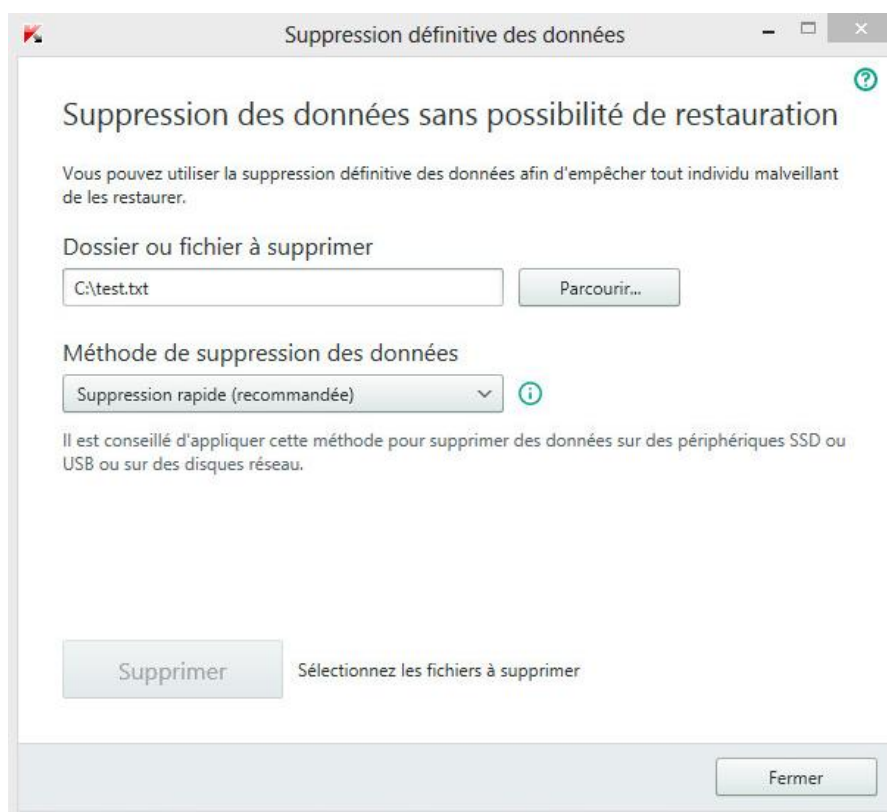 Suppression définitive des données
Suppression des données sans possibilité de restauration
Vous pouvez utiliser la suppression définitive des données afin d'empêcher tout individu malveillant
de les restaurer.
Dossier ou fichier à supprimer
C:\test.txt
Parcourir...
Méthode de suppression des données
Suppression rapide (recommandée)
Il est conseillé d'appliquer cette méthode pour supprimer des données sur des périphériques SSD ou
USB ou sur des disques réseau.
Supprimer
Sélectionnez les fichiers à supprimer
Fermer